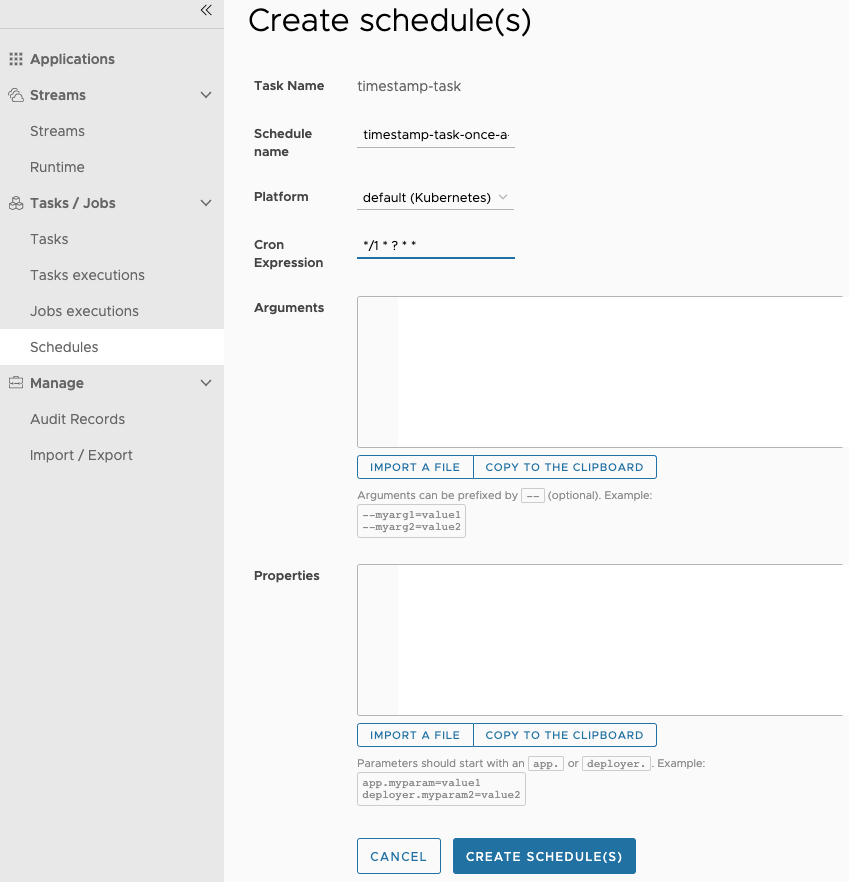 Create schedule(s)
Applications
Streams
Streams
Runtime
Tasks / Jobs
Tasks
Tasks executions
Jobs executions
Schedules
Manage
Audit Records
Import / Export
Task Name
timestamp-task
Schedule
name
timestamp-task-once-a-
Platform
default (Kubernetes)
Cron
Expression
*/1 * ? * *
Arguments
IMPORT A FILE
COPY TO THE CLIPBOARD
Arguments can be prefixed by -- (optional). Example:
--myarg1=value1
--myarg2=value2
Properties
IMPORT A FILE
COPY TO THE CLIPBOARD
Parameters should start with an app. or deployer. . Example:
app.myparam=value1
deployer.myparam2=value2
CANCEL
CREATE SCHEDULE(S)